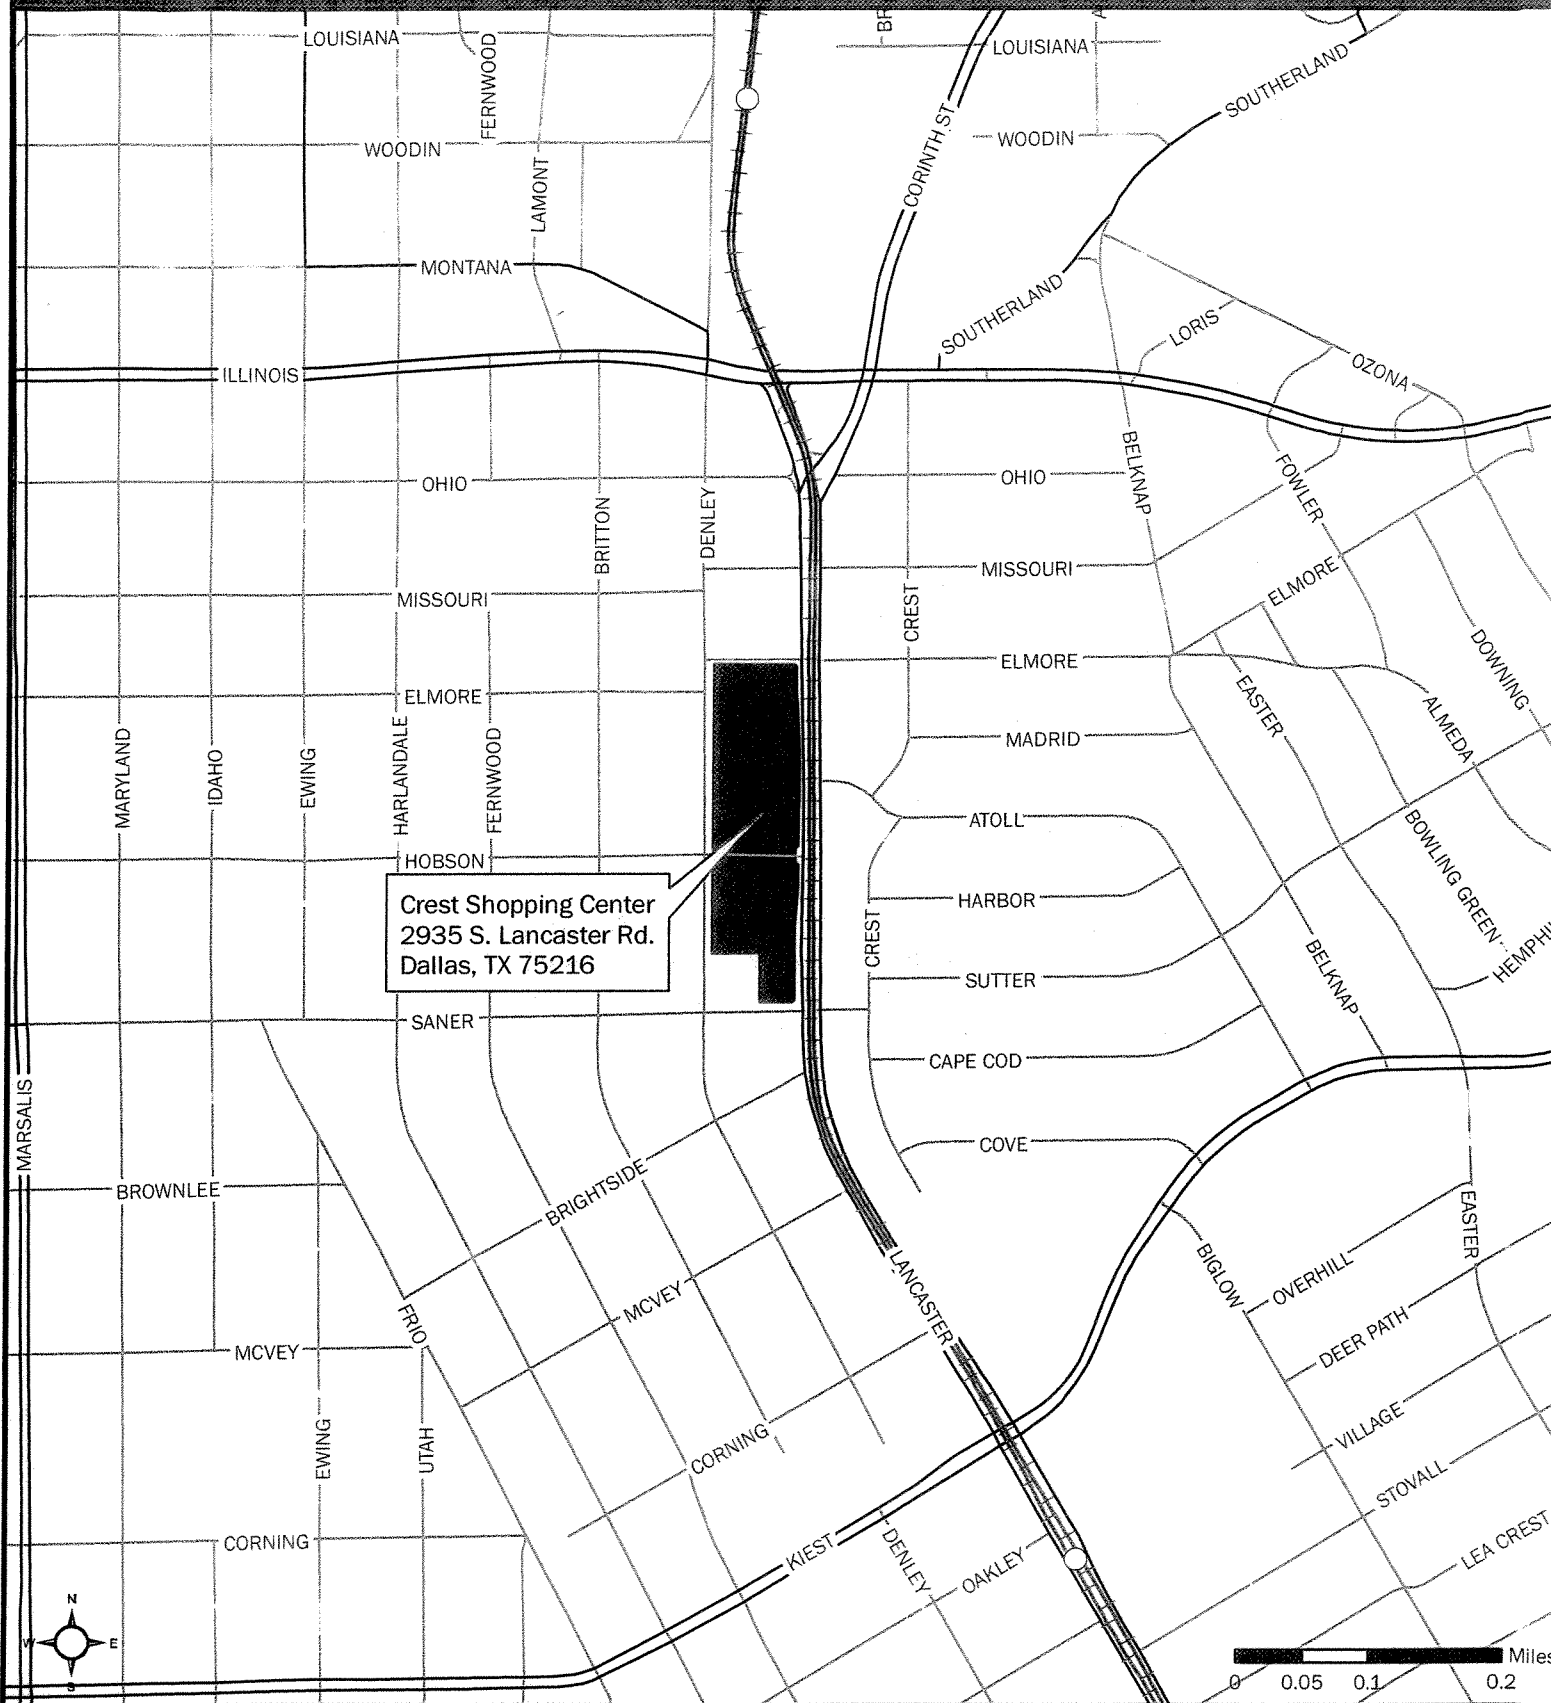 LOUISIANA
FERNWOOD
BR
LOUISIANA
SOUTHERLAND
WOODIN
CORINTH ST
WOODIN
LAMONT
MONTANA
SOUTHERLAND
LORIS
ILLINOIS
OZONA
OHIO
OHIO
BELKNAP
FOWLER
BRITTON
DENLEY
MISSOURI
MISSOURI
ELMORE
CREST
ELMORE
ELMORE
DOWNING
EASTER
ALMEDA
MARYLAND
IDAHO
EWING
HARLANDALE
FERNWOOD
MADRID
ATOLL
HOBSON
BOWLING GREEN
Crest Shopping Center
2935 S. Lancaster Rd.
Dallas, TX 75216
HARBOR
CREST
SUTTER
BELKNAP
HEMPHI
SANER
CAPE COD
MARSALIS
COVE
BROWNLEE
BRIGHTSIDE
EASTER
BIGLOW
OVERHILL
LANCASTER
MCVEY
FRIO
MCVEY
DEER PATH
EWING
UTAH
CORNING
VILLAGE
STOVALL
CORNING
KIEST
DENLEY
OAKLEY
LEA CREST
N
W E
S
Miles
0 0.05 0.1 0.2